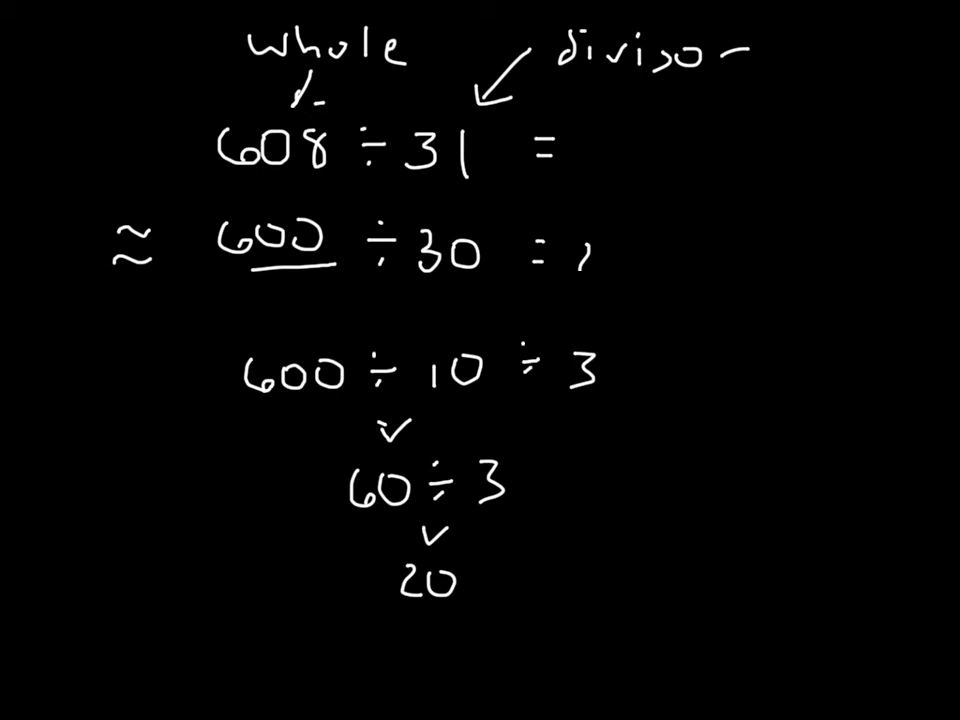 whole divisor
608 ÷ 31 =
≈ 600 ÷ 30 =
600 ÷ 10 ÷ 3
60 ÷ 3
20